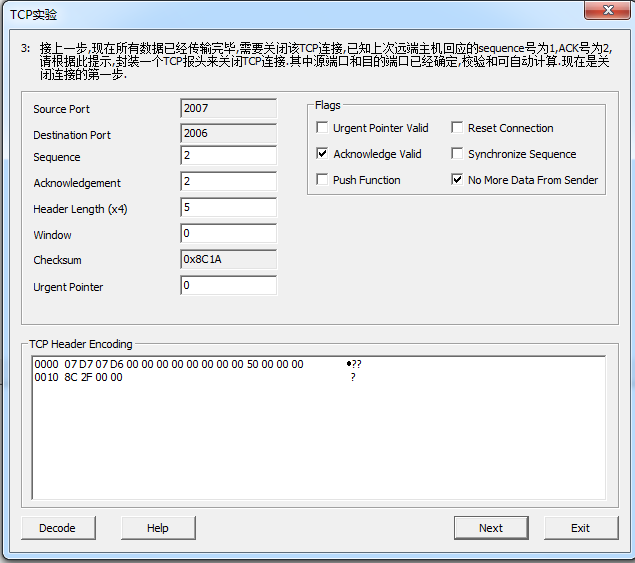 TCP实验
3: 接上一步,现在所有数据已经传输完毕,需要关闭该TCP连接,已知上次远端主机回应的sequence号为1,ACK号为2,
请根据此提示,封装一个TCP报头来关闭TCP连接.其中源端口和目的端口已经确定,校验和可自动计算.现在是关
闭连接的第一步.
Source Port 2007
Destination Port 2006
Sequence 2
Acknowledgement 2
Header Length (x4) 5
Window 0
Checksum 0x8C1A
Urgent Pointer 0
Flags
Urgent Pointer Valid Reset Connection
Acknowledge Valid Synchronize Sequence
Push Function No More Data From Sender
TCP Header Encoding
0000 07 D7 07 D6 00 00 00 00 00 00 00 00 50 00 00 00 •??
0010 8C 2F 00 00 ?
Decode Help Next Exit